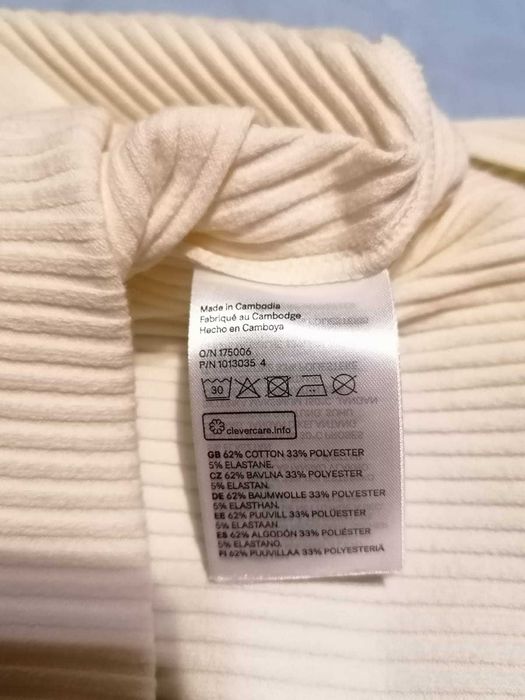 Made in Cambodia
Fabriqué au Cambodge
Hecho en Camboya
O/N 175006
P/N 1013035 4
30
clevercare.info
GB 62% COTTON 33% POLYESTER
5% ELASTANE.
CZ 62% BAVLNA 33% POLYESTER
5% ELASTAN.
DE 62% BAUMWOLLE 33% POLYESTER
5% ELASTHAN.
EE 62% PUUVILL 33% POLÜESTER
5% ELASTAAN
ES 62% ALGODÓN 33% POLIÉSTER
5% ELASTANO.
FI 62% PUUVILLAA 33% POLYESTERIÄ